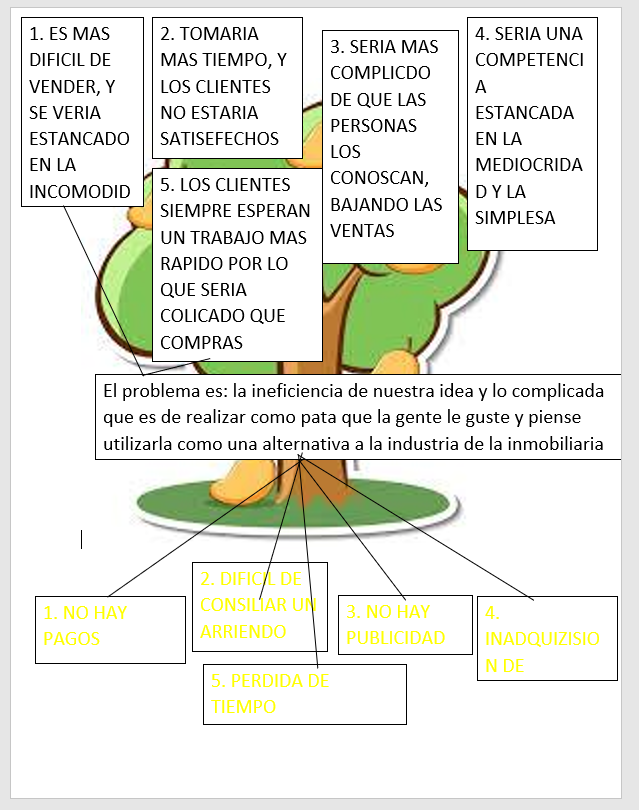 1. ES MAS
DIFICIL DE
VENDER, Y
SE VERIA
ESTANCADO
EN LA
INCOMODID
2. TOMARIA
MAS TIEMPO, Y
LOS CLIENTES
NO ESTARIA
SATISEFECHOS
3. SERIA MAS
COMPLICDO
DE QUE LAS
PERSONAS
LOS
CONOSCAN,
BAJANDO LAS
VENTAS
4. SERIA UNA
COMPETENCI
A
ESTANCADA
EN LA
MEDIOCRIDA
D Y LA
SIMPLESA
5. LOS CLIENTES
SIEMPRE ESPERAN
UN TRABAJO MAS
RAPIDO POR LO
QUE SERIA
COLICADO QUE
COMPRAS
El problema es: la ineficiencia de nuestra idea y lo complicada
que es de realizar como pata que la gente le guste y piense
utilizarla como una alternativa a la industria de la inmobiliaria
1. NO HAY
PAGOS
2. DIFICIL DE
CONSILIAR UN
ARRIENDO
3. NO HAY
PUBLICIDAD
4.
INADQUIZISIO
N DE
5. PERDIDA DE
TIEMPO